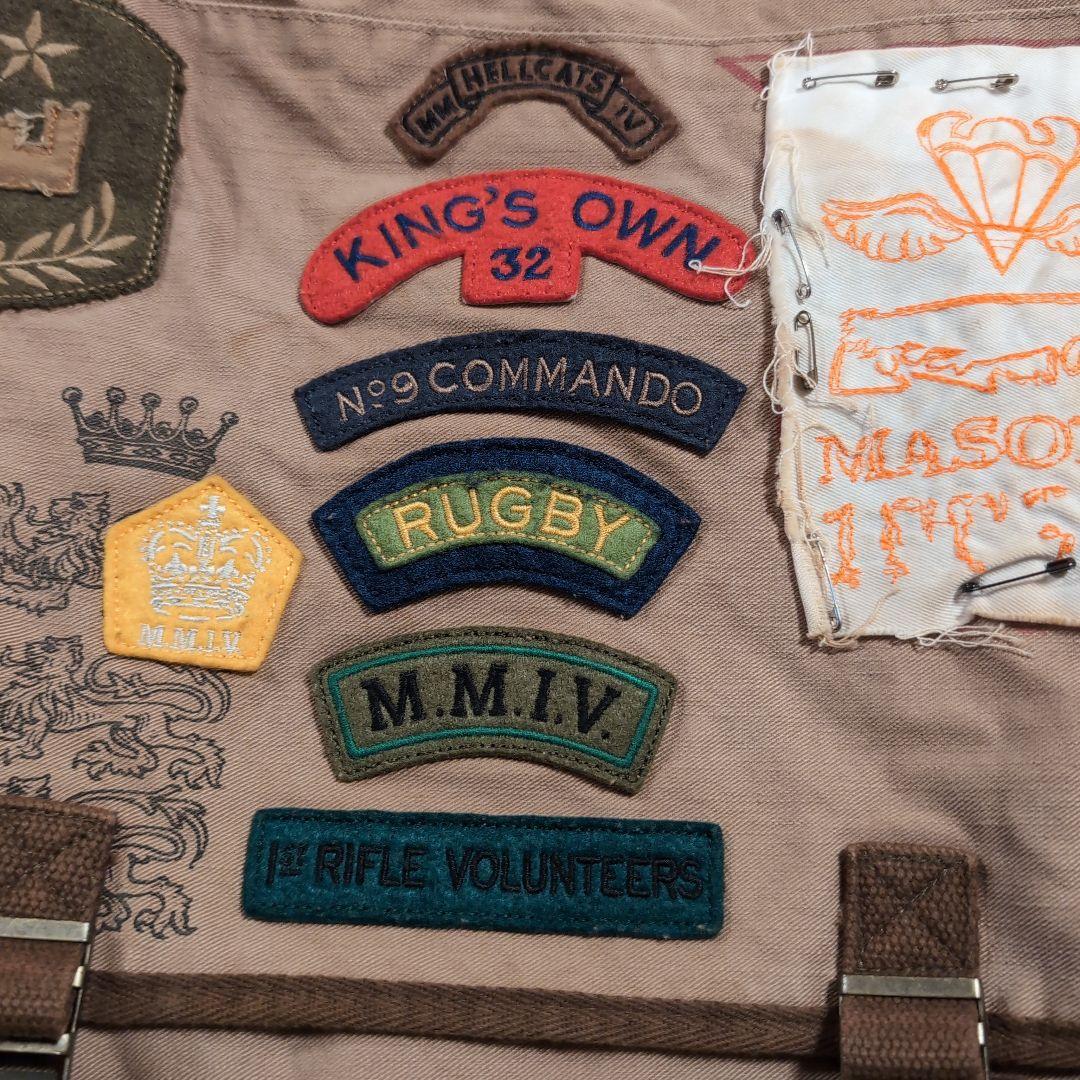 MM HELLCATS IV
KING'S OWN
32
Nº9 COMMANDO
RUGBY
M.M.I.V.
M.M.I.V.
1ST RIFLE VOLUNTEERS